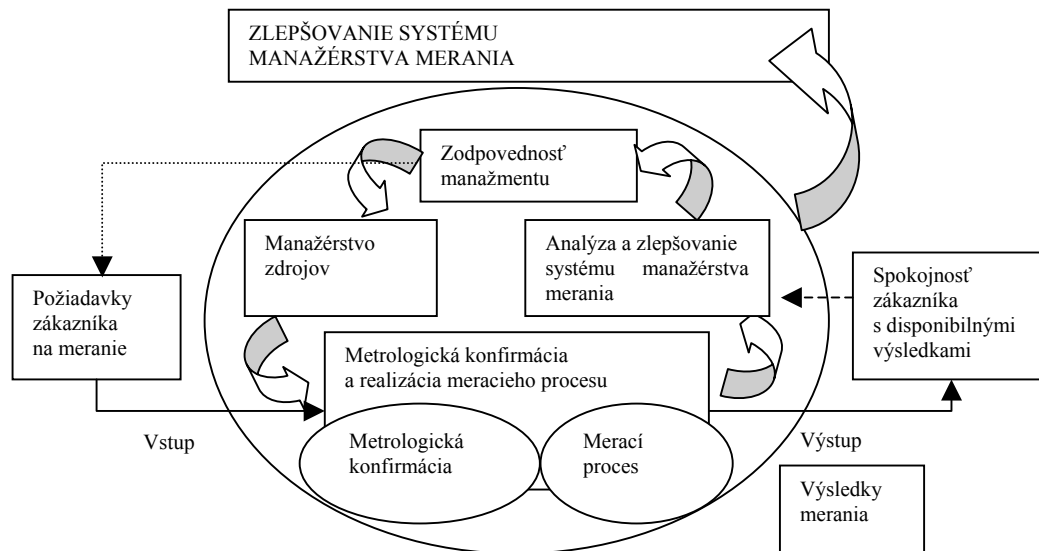 ZLEPŠOVANIE SYSTÉMU
MANAŽÉRSTVA MERANIA
Zodpovednosť
manažmentu
Manažérstvo
zdrojov
Analýza a zlepšovanie
systému manažérstva
merania
Požiadavky
zákazníka
na meranie
Spokojnosť
zákazníka
s disponibilnými
výsledkami
Metrologická konfirmácia
a realizácia meracieho procesu
Vstup
Metrologická
konfirmácia
Merací
proces
Výstup
Výsledky
merania